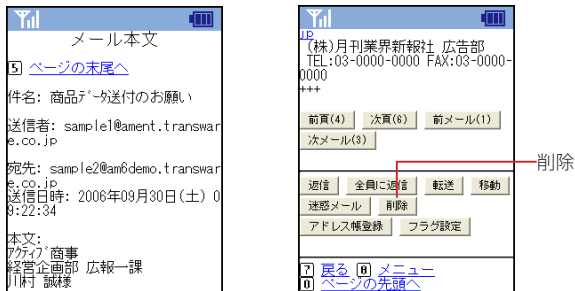 メール本文
5 ページの末尾へ
件名: 商品ﾃﾞｰﾀ送付のお願い
送信者: sample1@ament.transwar
e.co.jp
宛先: sample2@am6demo.transwar
e.co.jp
送信日時: 2006年09月30日(土) 0
9:22:34
本文:
ｱｸﾃｨﾌﾞ商事
経営企画部 広報一課
川村 誠様
JP
(株)月刊業界新報社 広告部
TEL:03-0000-0000 FAX:03-0000-
0000
+++
前頁(4) 次頁(6) 前メール(1)
次メール(3)
返信 全員に返信 転送 移動
迷惑メール 削除
アドレス帳登録 フラグ設定
7 戻る 8 メニュー
0 ページの先頭へ
削除